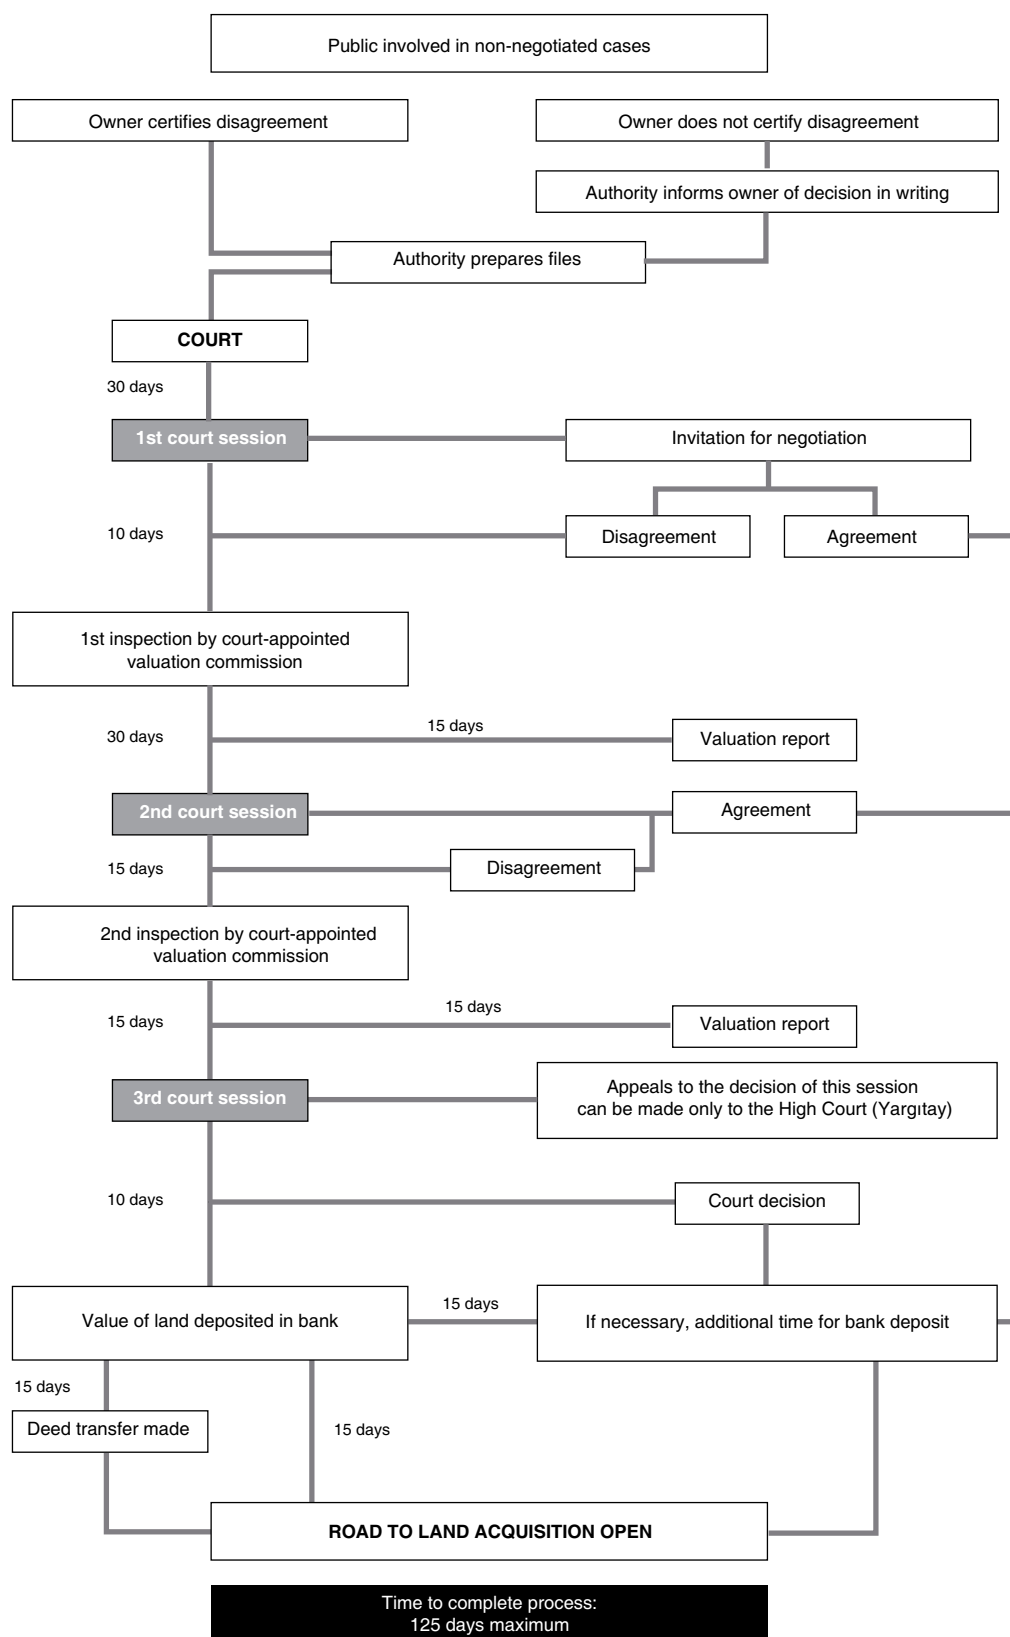 Public involved in non-negotiated cases
Owner certifies disagreement
Owner does not certify disagreement
Authority informs owner of decision in writing
Authority prepares files
COURT
30 days
1st court session
Invitation for negotiation
10 days
Disagreement
Agreement
1st inspection by court-appointed
valuation commission
15 days
30 days
Valuation report
2nd court session
Agreement
15 days
Disagreement
2nd inspection by court-appointed
valuation commission
15 days
15 days
Valuation report
3rd court session
Appeals to the decision of this session
can be made only to the High Court (Yargıtay)
10 days
Court decision
Value of land deposited in bank
15 days
If necessary, additional time for bank deposit
15 days
Deed transfer made
15 days
ROAD TO LAND ACQUISITION OPEN
Time to complete process:
125 days maximum